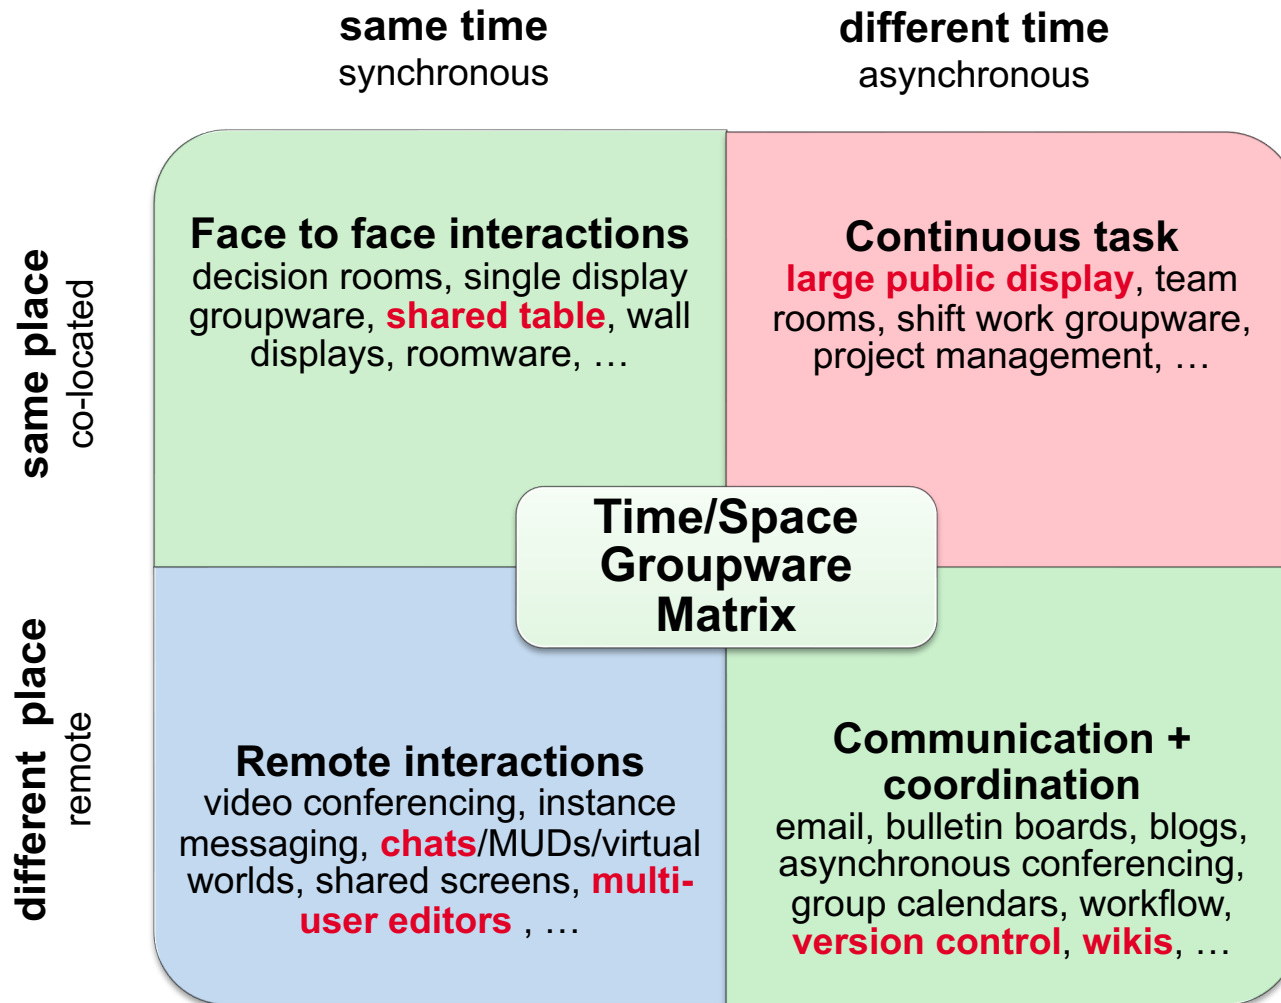 same time
synchronous
different time
asynchronous
same place
co-located
Face to face interactions
decision rooms, single display
groupware, shared table, wall
displays, roomware, …
Continuous task
large public display, team
rooms, shift work groupware,
project management, …
Time/Space
Groupware
Matrix
different place
remote
Remote interactions
video conferencing, instance
messaging, chats/MUDs/virtual
worlds, shared screens, multi-
user editors , …
Communication +
coordination
email, bulletin boards, blogs,
asynchronous conferencing,
group calendars, workflow,
version control, wikis, …